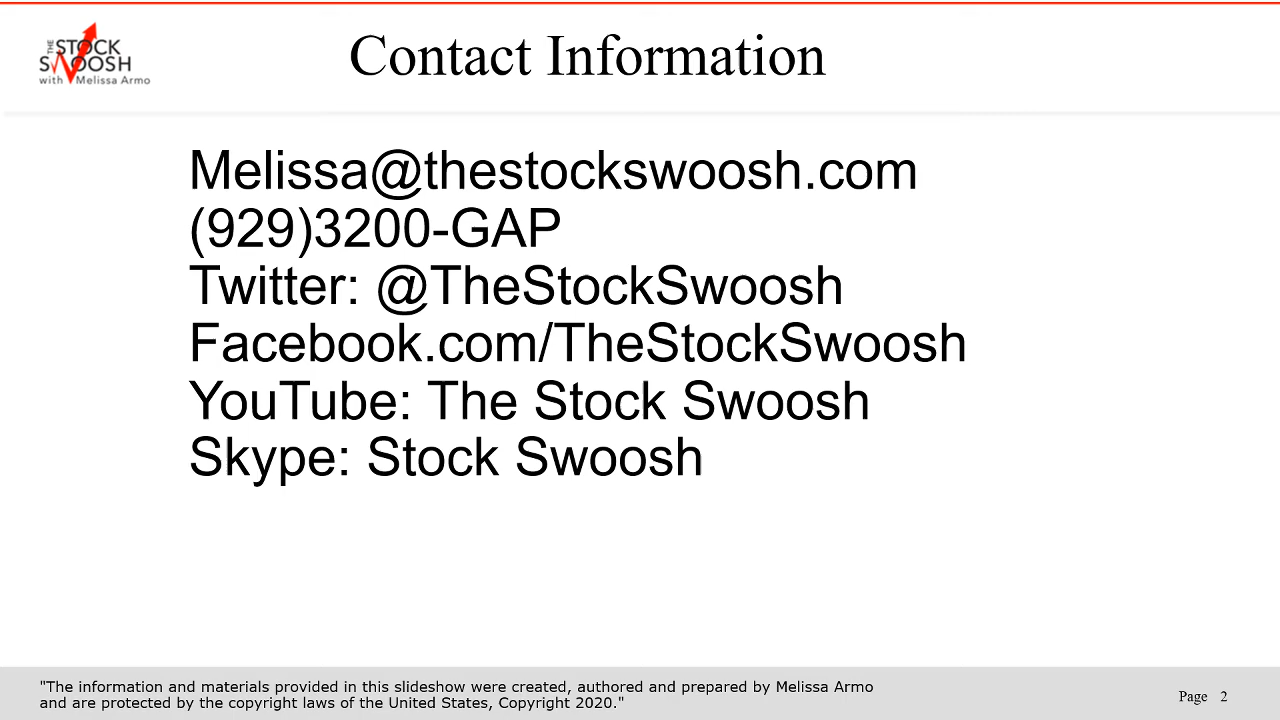 THE
STOCK
SWOOSH
with Melissa Armo
Contact Information
Melissa@thestockswoosh.com
(929)3200-GAP
Twitter: @TheStockSwoosh
Facebook.com/TheStockSwoosh
YouTube: The Stock Swoosh
Skype: Stock Swoosh
"The information and materials provided in this slideshow were created, authored and prepared by Melissa Armo
and are protected by the copyright laws of the United States, Copyright 2020."
Page 2